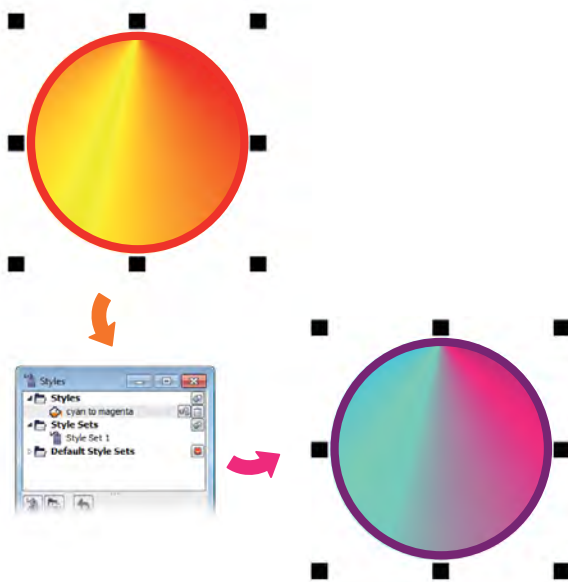 Styles
Styles
cyan to magenta
Style Sets
Style Set 1
Default Style Sets